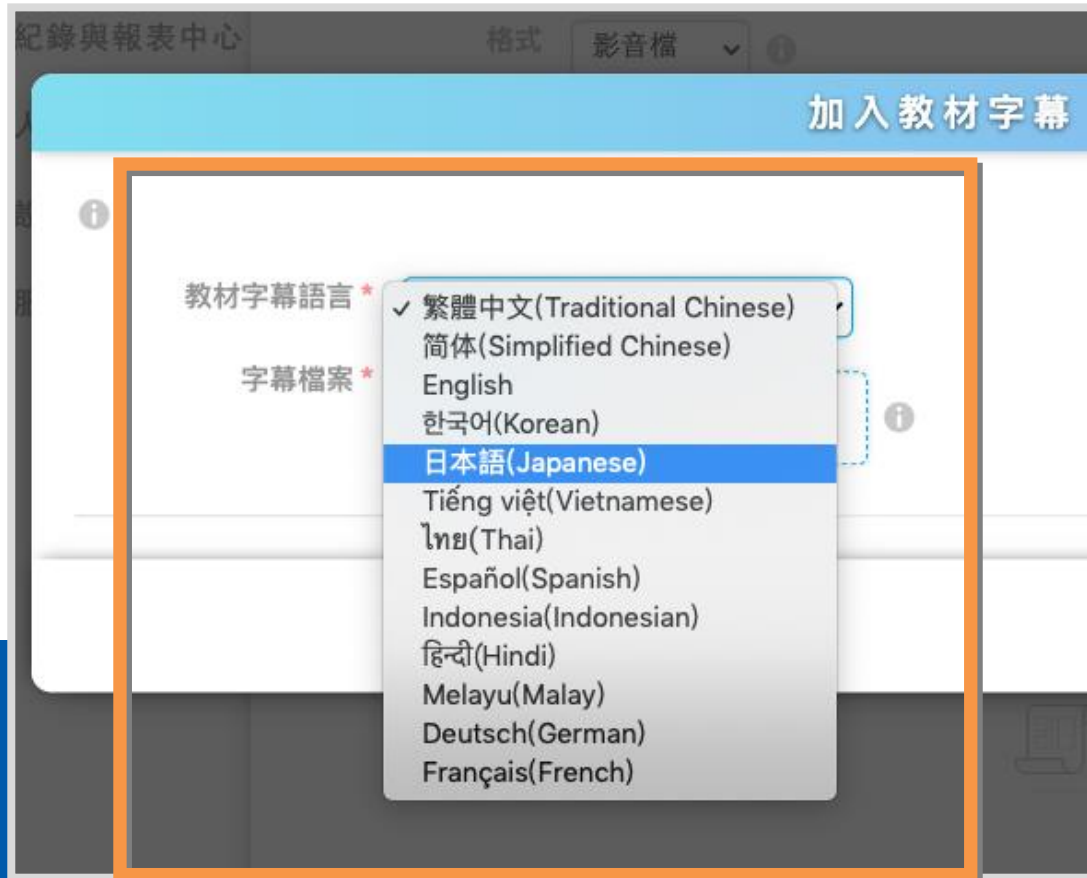 紀錄與報表中心
格式 影音檔
加入教材字幕
教材字幕語言 *
✓ 繁體中文(Traditional Chinese)
简体(Simplified Chinese)
字幕檔案 *
English
한국어(Korean)
日本語(Japanese)
Tiếng việt(Vietnamese)
ไทย(Thai)
Español(Spanish)
Indonesia(Indonesian)
हिन्दी(Hindi)
Melayu(Malay)
Deutsch(German)
Français(French)